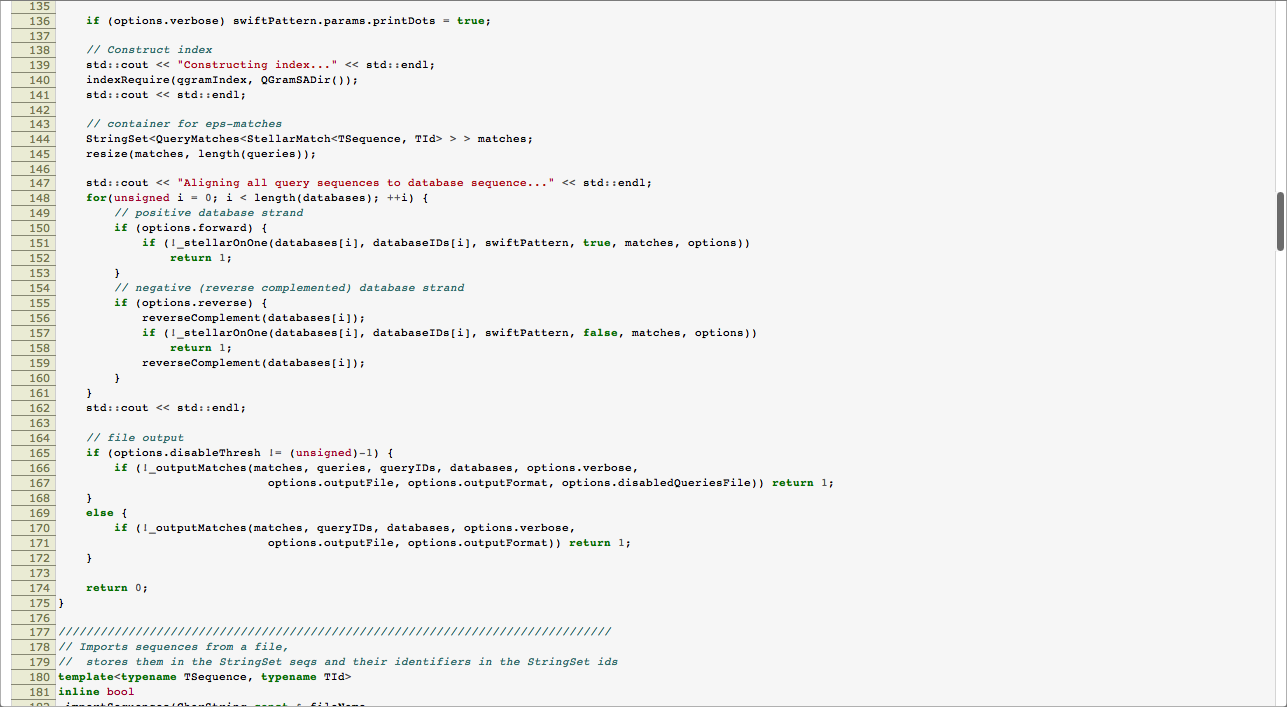 135
136 if (options.verbose) swiftPattern.params.printDots = true;
137
138 // Construct index
139 std::cout << "Constructing index..." << std::endl;
140 indexRequire(qgramIndex, QGramSADir());
141 std::cout << std::endl;
142
143 // container for eps-matches
144 StringSet<QueryMatches<StellarMatch<TSequence, TId> > > matches;
145 resize(matches, length(queries));
146
147 std::cout << "Aligning all query sequences to database sequence..." << std::endl;
148 for(unsigned i = 0; i < length(databases); ++i) {
149 // positive database strand
150 if (options.forward) {
151 if (!_stellarOnOne(databases[i], databaseIDs[i], swiftPattern, true, matches, options))
152 return 1;
153 }
154 // negative (reverse complemented) database strand
155 if (options.reverse) {
156 reverseComplement(databases[i]);
157 if (!_stellarOnOne(databases[i], databaseIDs[i], swiftPattern, false, matches, options))
158 return 1;
159 reverseComplement(databases[i]);
160 }
161 }
162 std::cout << std::endl;
163
164 // file output
165 if (options.disableThresh != (unsigned)-1) {
166 if (!_outputMatches(matches, queries, queryIDs, databases, options.verbose,
167 options.outputFile, options.outputFormat, options.disabledQueriesFile)) return 1;
168 }
169 else {
170 if (!_outputMatches(matches, queryIDs, databases, options.verbose,
171 options.outputFile, options.outputFormat)) return 1;
172 }
173
174 return 0;
175 }
176
177 ///////////////////////////////////////////////////////////////////////////////
178 // Imports sequences from a file,
179 // stores them in the StringSet seqs and their identifiers in the StringSet ids
180 template<typename TSequence, typename TId>
181 inline bool
182 _importSequences(CharString const & fileName,